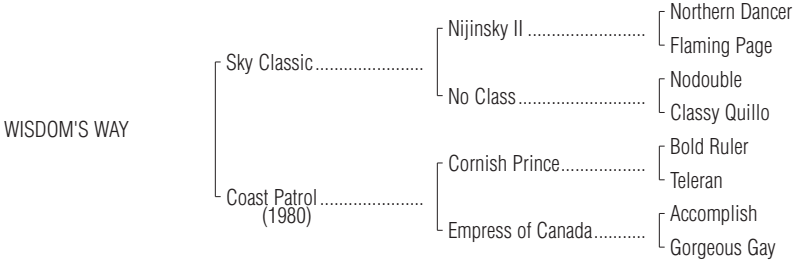 Northern Dancer
Nijinsky II ..........................
Flaming Page
Sky Classic........................
Nodouble
No Class...........................
Classy Quillo
WISDOM'S WAY
Bold Ruler
Cornish Prince..................
Teleran
Coast Patrol ......................
(1980)
Accomplish
Empress of Canada...........
Gorgeous Gay